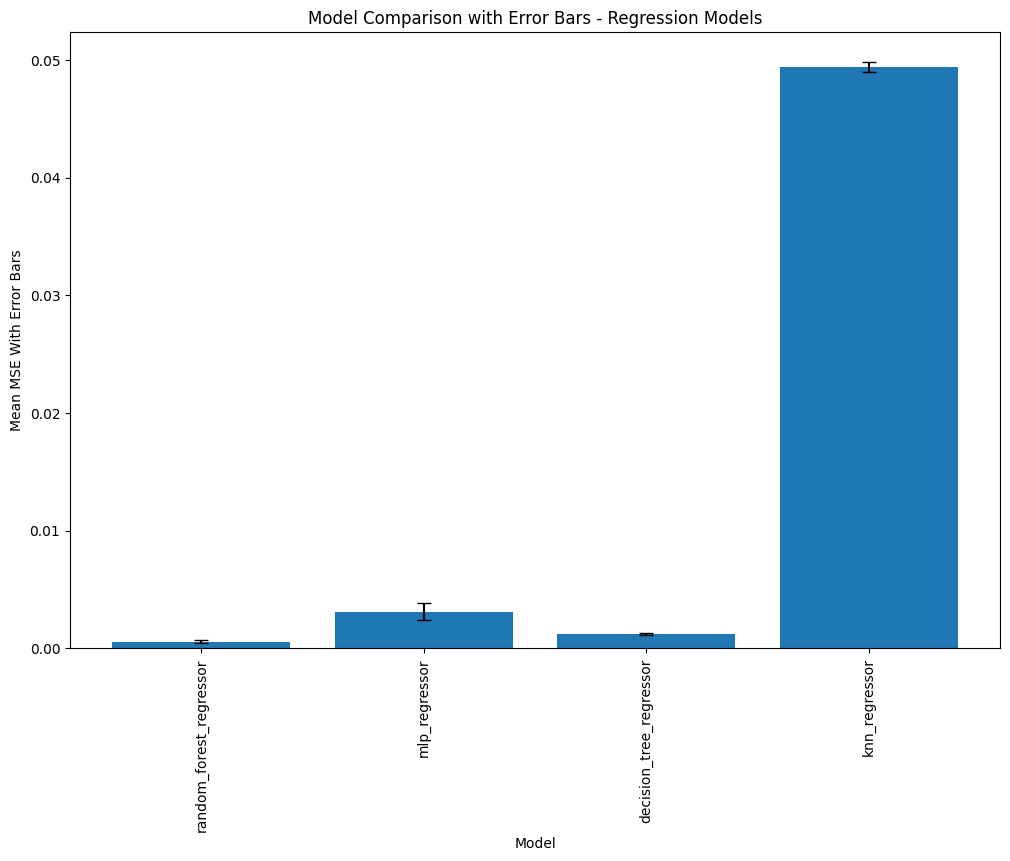 Model Comparison with Error Bars - Regression Models
Mean MSE With Error Bars
0.05
0.04
0.03
0.02
0.01
0.00
random_forest_regressor
mlp_regressor
decision_tree_regressor
knn_regressor
Model